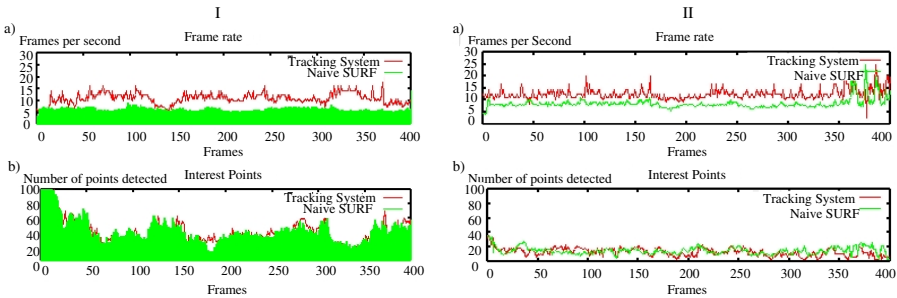 I
a)
Frames per second
Frame rate
Tracking System
Naive SURF
30
25
20
15
10
5
0
0 50 100 150 200 250 300 350 400
Frames
b)
Number of points detected
Interest Points
Tracking System
Naive SURF
100
80
60
40
20
0
0 50 100 150 200 250 300 350 400
Frames
II
a)
Frames per Second
Frame rate
Tracking System
Naive SURF
30
25
20
15
10
5
0
0 50 100 150 200 250 300 350 400
Frames
b)
Number of points detected
Interest Points
Tracking System
Naive SURF
100
80
60
40
20
0
0 50 100 150 200 250 300 350 400
Frames